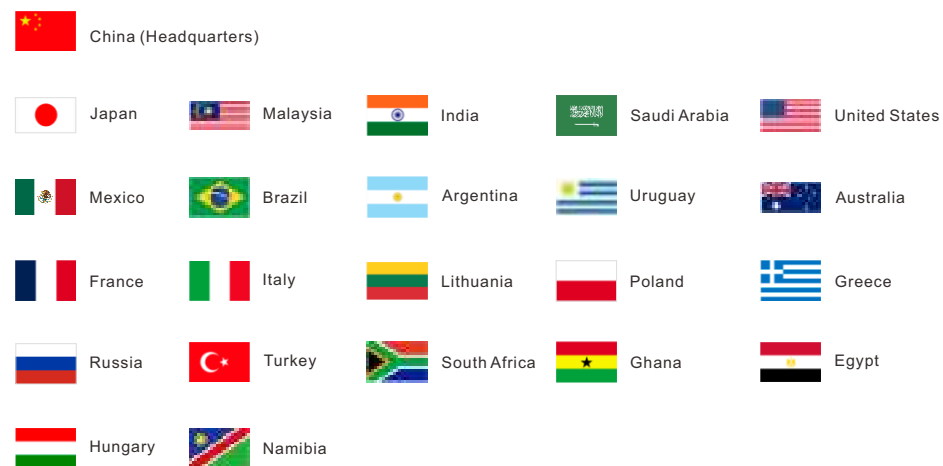 China (Headquarters)
Japan
Malaysia
India
Saudi Arabia
United States
Mexico
Brazil
Argentina
Uruguay
Australia
France
Italy
Lithuania
Poland
Greece
Russia
Turkey
South Africa
Ghana
Egypt
Hungary
Namibia